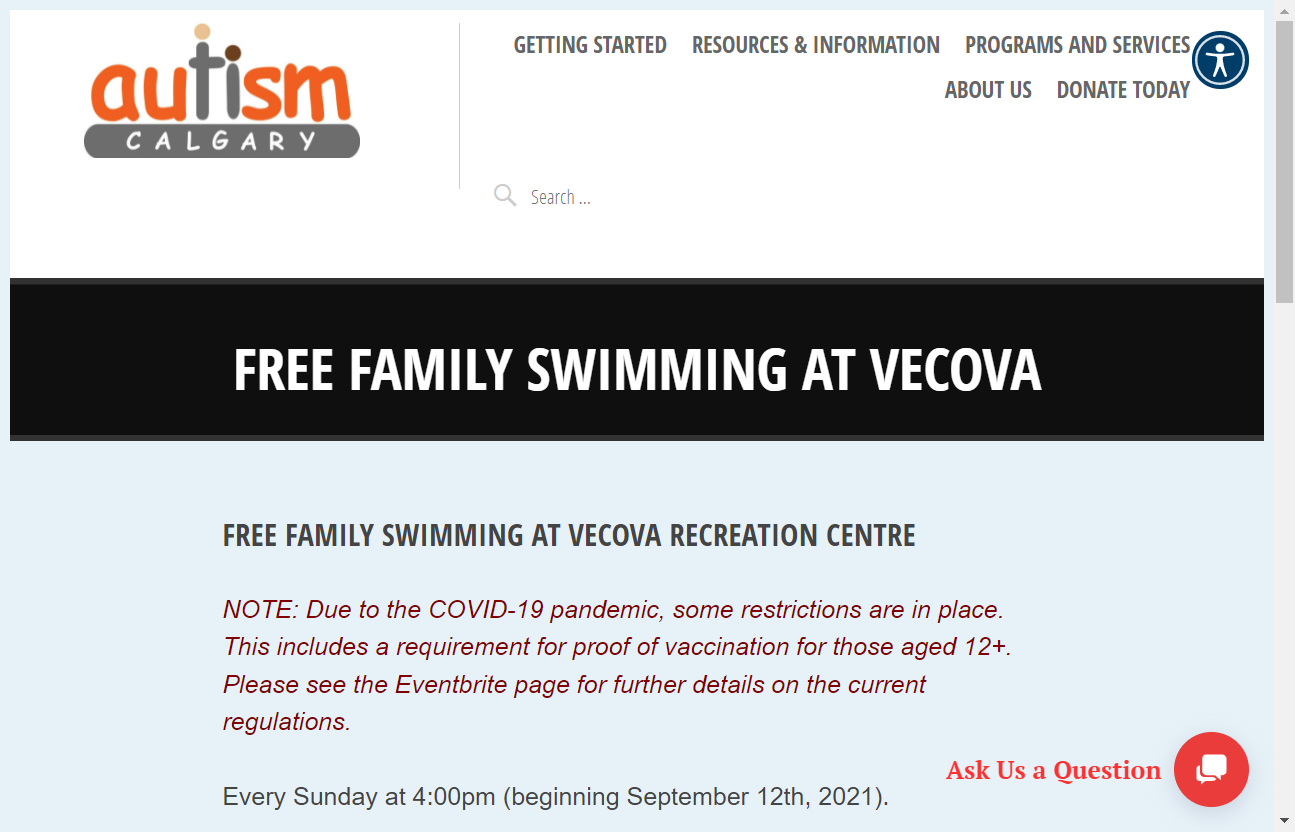 autism
CALGARY
GETTING STARTED RESOURCES & INFORMATION PROGRAMS AND SERVICES
ABOUT US DONATE TODAY
Search ...
FREE FAMILY SWIMMING AT VECOVA
FREE FAMILY SWIMMING AT VECOVA RECREATION CENTRE
NOTE: Due to the COVID-19 pandemic, some restrictions are in place.
This includes a requirement for proof of vaccination for those aged 12+.
Please see the Eventbrite page for further details on the current
regulations.
Ask Us a Question
Every Sunday at 4:00pm (beginning September 12th, 2021).